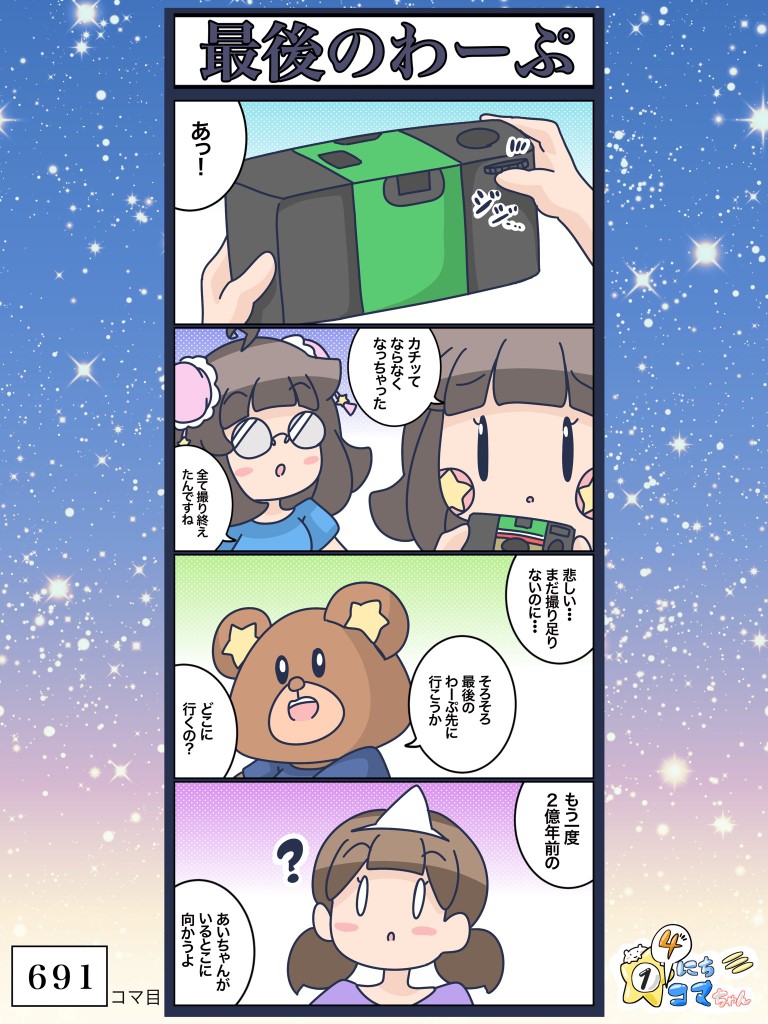 最後のわーぷ
あっ!
ジジ…
カチッて
ならなく
なっちゃった
全て撮り終え
たんですね
悲しい…
まだ撮り足り
ないのに…
そろそろ
最後の
わーぷ先に
行こうか
どこに
行くの?
もう一度
2億年前の
?
あいちゃんが
いるとこに
向かうよ
691
コマ目
1
にち
4
コマ
ちゃん